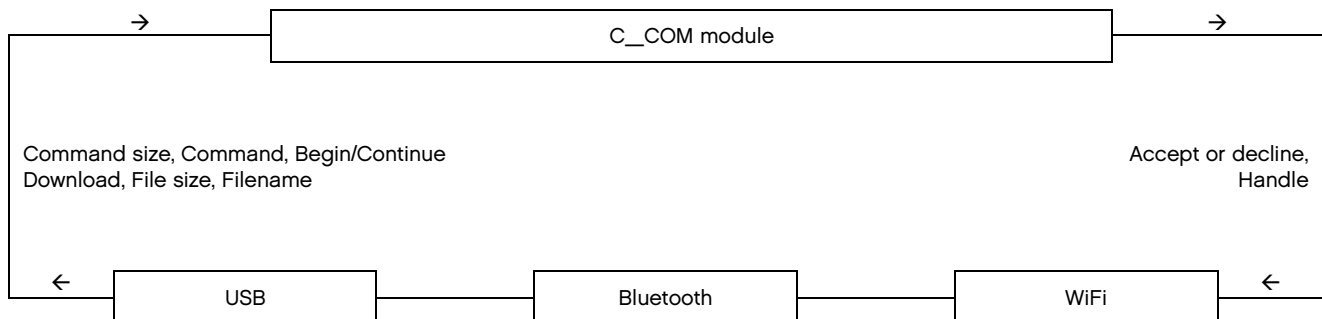 →
→
C_COM module
Command size, Command, Begin/Continue
Download, File size, Filename
Accept or decline,
Handle
←
←
USB
Bluetooth
WiFi